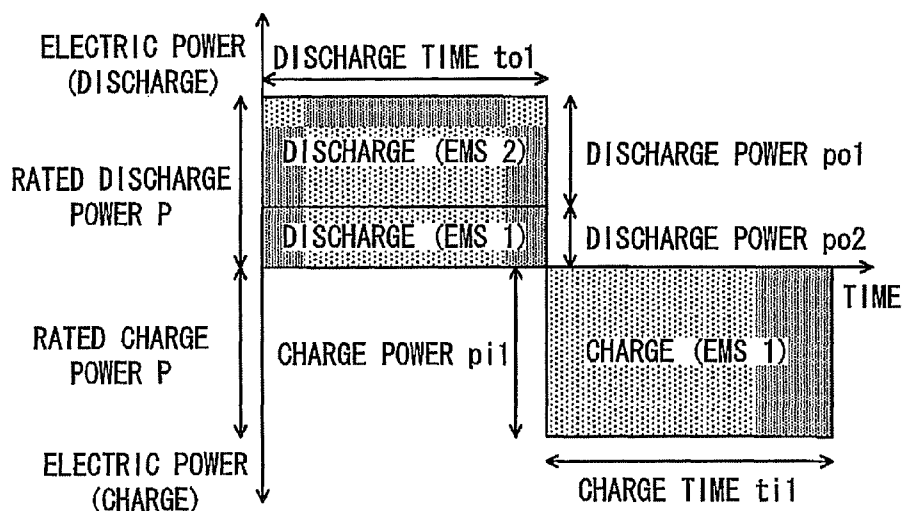 ELECTRIC POWER
(DISCHARGE)
DISCHARGE TIME to1
RATED DISCHARGE
POWER P
DISCHARGE (EMS 2)
DISCHARGE POWER po1
DISCHARGE (EMS 1)
DISCHARGE POWER po2
TIME
RATED CHARGE
POWER P
CHARGE POWER pi1
CHARGE (EMS 1)
ELECTRIC POWER
(CHARGE)
CHARGE TIME ti1